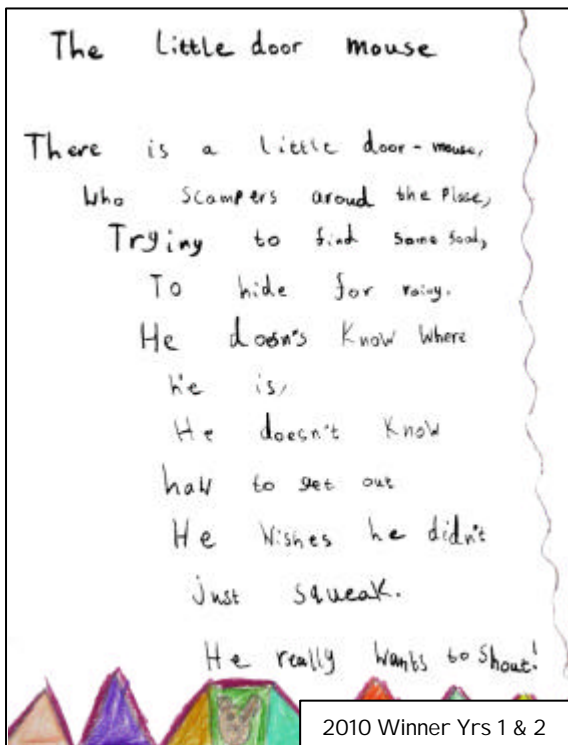 The little door mouse
There is a little door-mouse,
Who scampers aroud the place,
Trying to find some food,
To hide for rainy.
He doesn's know where
he is,
He doesn't know
how to get out
He wishes he didn't
just squeak.
He really wants to shout!
2010 Winner Yrs 1 & 2